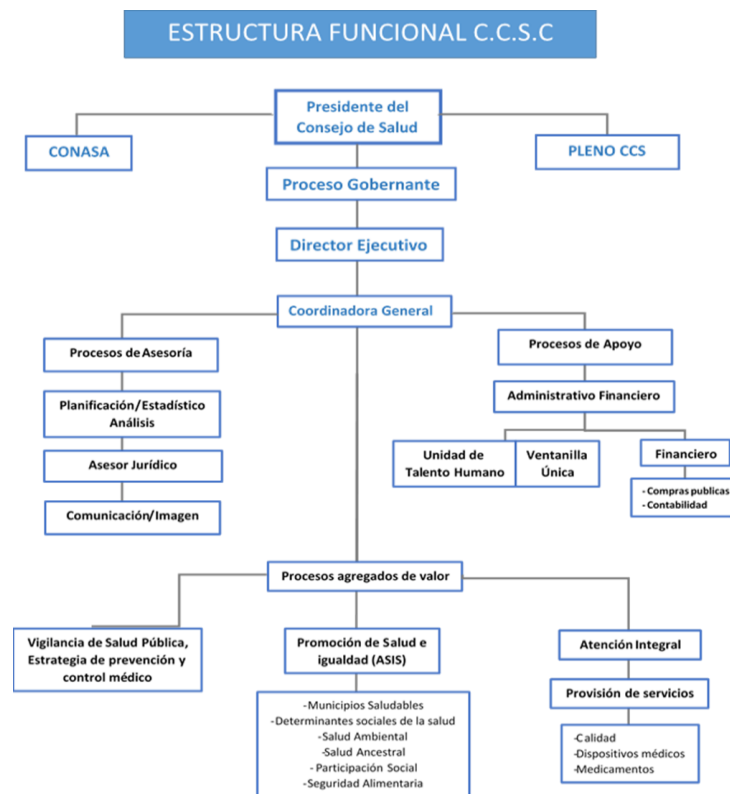 ESTRUCTURA FUNCIONAL C.C.S.C
Presidente del
Consejo de Salud
CONASA
PLENO CCS
Proceso Gobernante
Director Ejecutivo
Coordinadora General
Procesos de Asesoría
Planificación/Estadístico
Análisis
Asesor Jurídico
Comunicación/Imagen
Procesos de Apoyo
Administrativo Financiero
Unidad de
Talento Humano
Ventanilla
Única
Financiero
- Compras publicas
- Contabilidad
Procesos agregados de valor
Vigilancia de Salud Pública,
Estrategia de prevención y
control médico
Promoción de Salud e
igualdad (ASIS)
-Municipios Saludables
-Determinantes sociales de la salud
-Salud Ambiental
-Salud Ancestral
- Participación Social
-Seguridad Alimentaria
Atención Integral
Provisión de servicios
-Calidad
-Dispositivos médicos
-Medicamentos